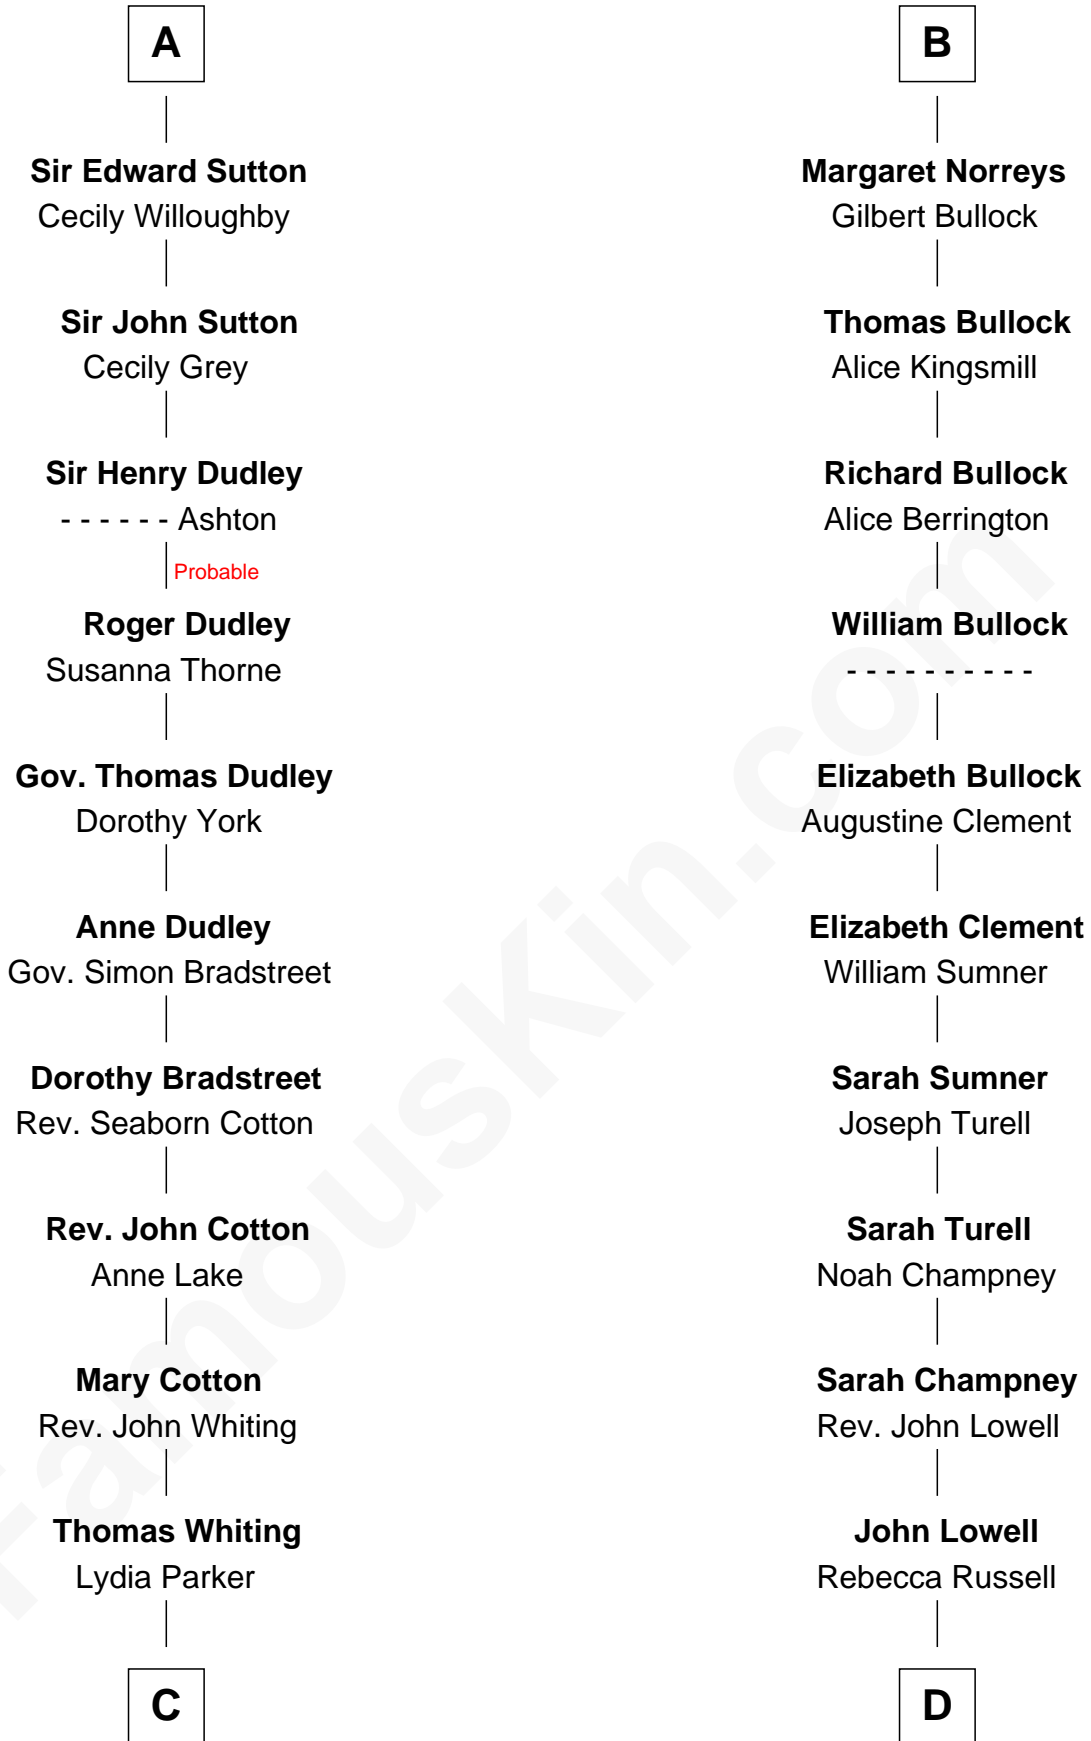 A
Sir Edward Sutton
Cecily Willoughby
Sir John Sutton
Cecily Grey
Sir Henry Dudley
- - - - - - Ashton
Probable
Roger Dudley
Susanna Thorne
Gov. Thomas Dudley
Dorothy York
Anne Dudley
Gov. Simon Bradstreet
Dorothy Bradstreet
Rev. Seaborn Cotton
Rev. John Cotton
Anne Lake
Mary Cotton
Rev. John Whiting
Thomas Whiting
Lydia Parker
C
B
Margaret Norreys
Gilbert Bullock
Thomas Bullock
Alice Kingsmill
Richard Bullock
Alice Berrington
William Bullock
- - - - - - - - - -
Elizabeth Bullock
Augustine Clement
Elizabeth Clement
William Sumner
Sarah Sumner
Joseph Turell
Sarah Turell
Noah Champney
Sarah Champney
Rev. John Lowell
John Lowell
Rebecca Russell
D
FamousKin.com